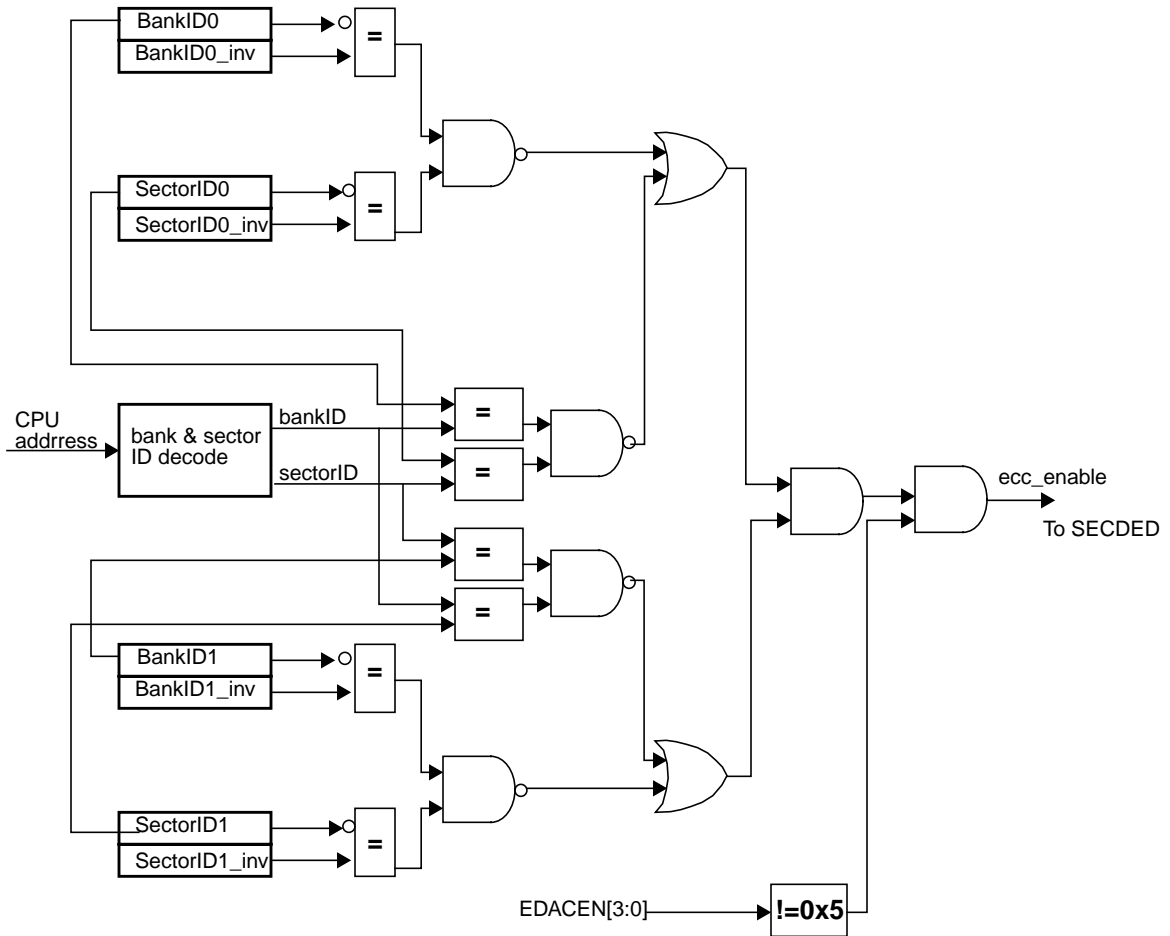 BankID0
BankID0_inv
=
SectorID0
SectorID0_inv
=
CPU
addrress
bank & sector
ID decode
bankID
sectorID
=
=
=
=
ecc_enable
To SECDED
BankID1
BankID1_inv
=
SectorID1
SectorID1_inv
=
EDACEN[3:0]
!=0x5